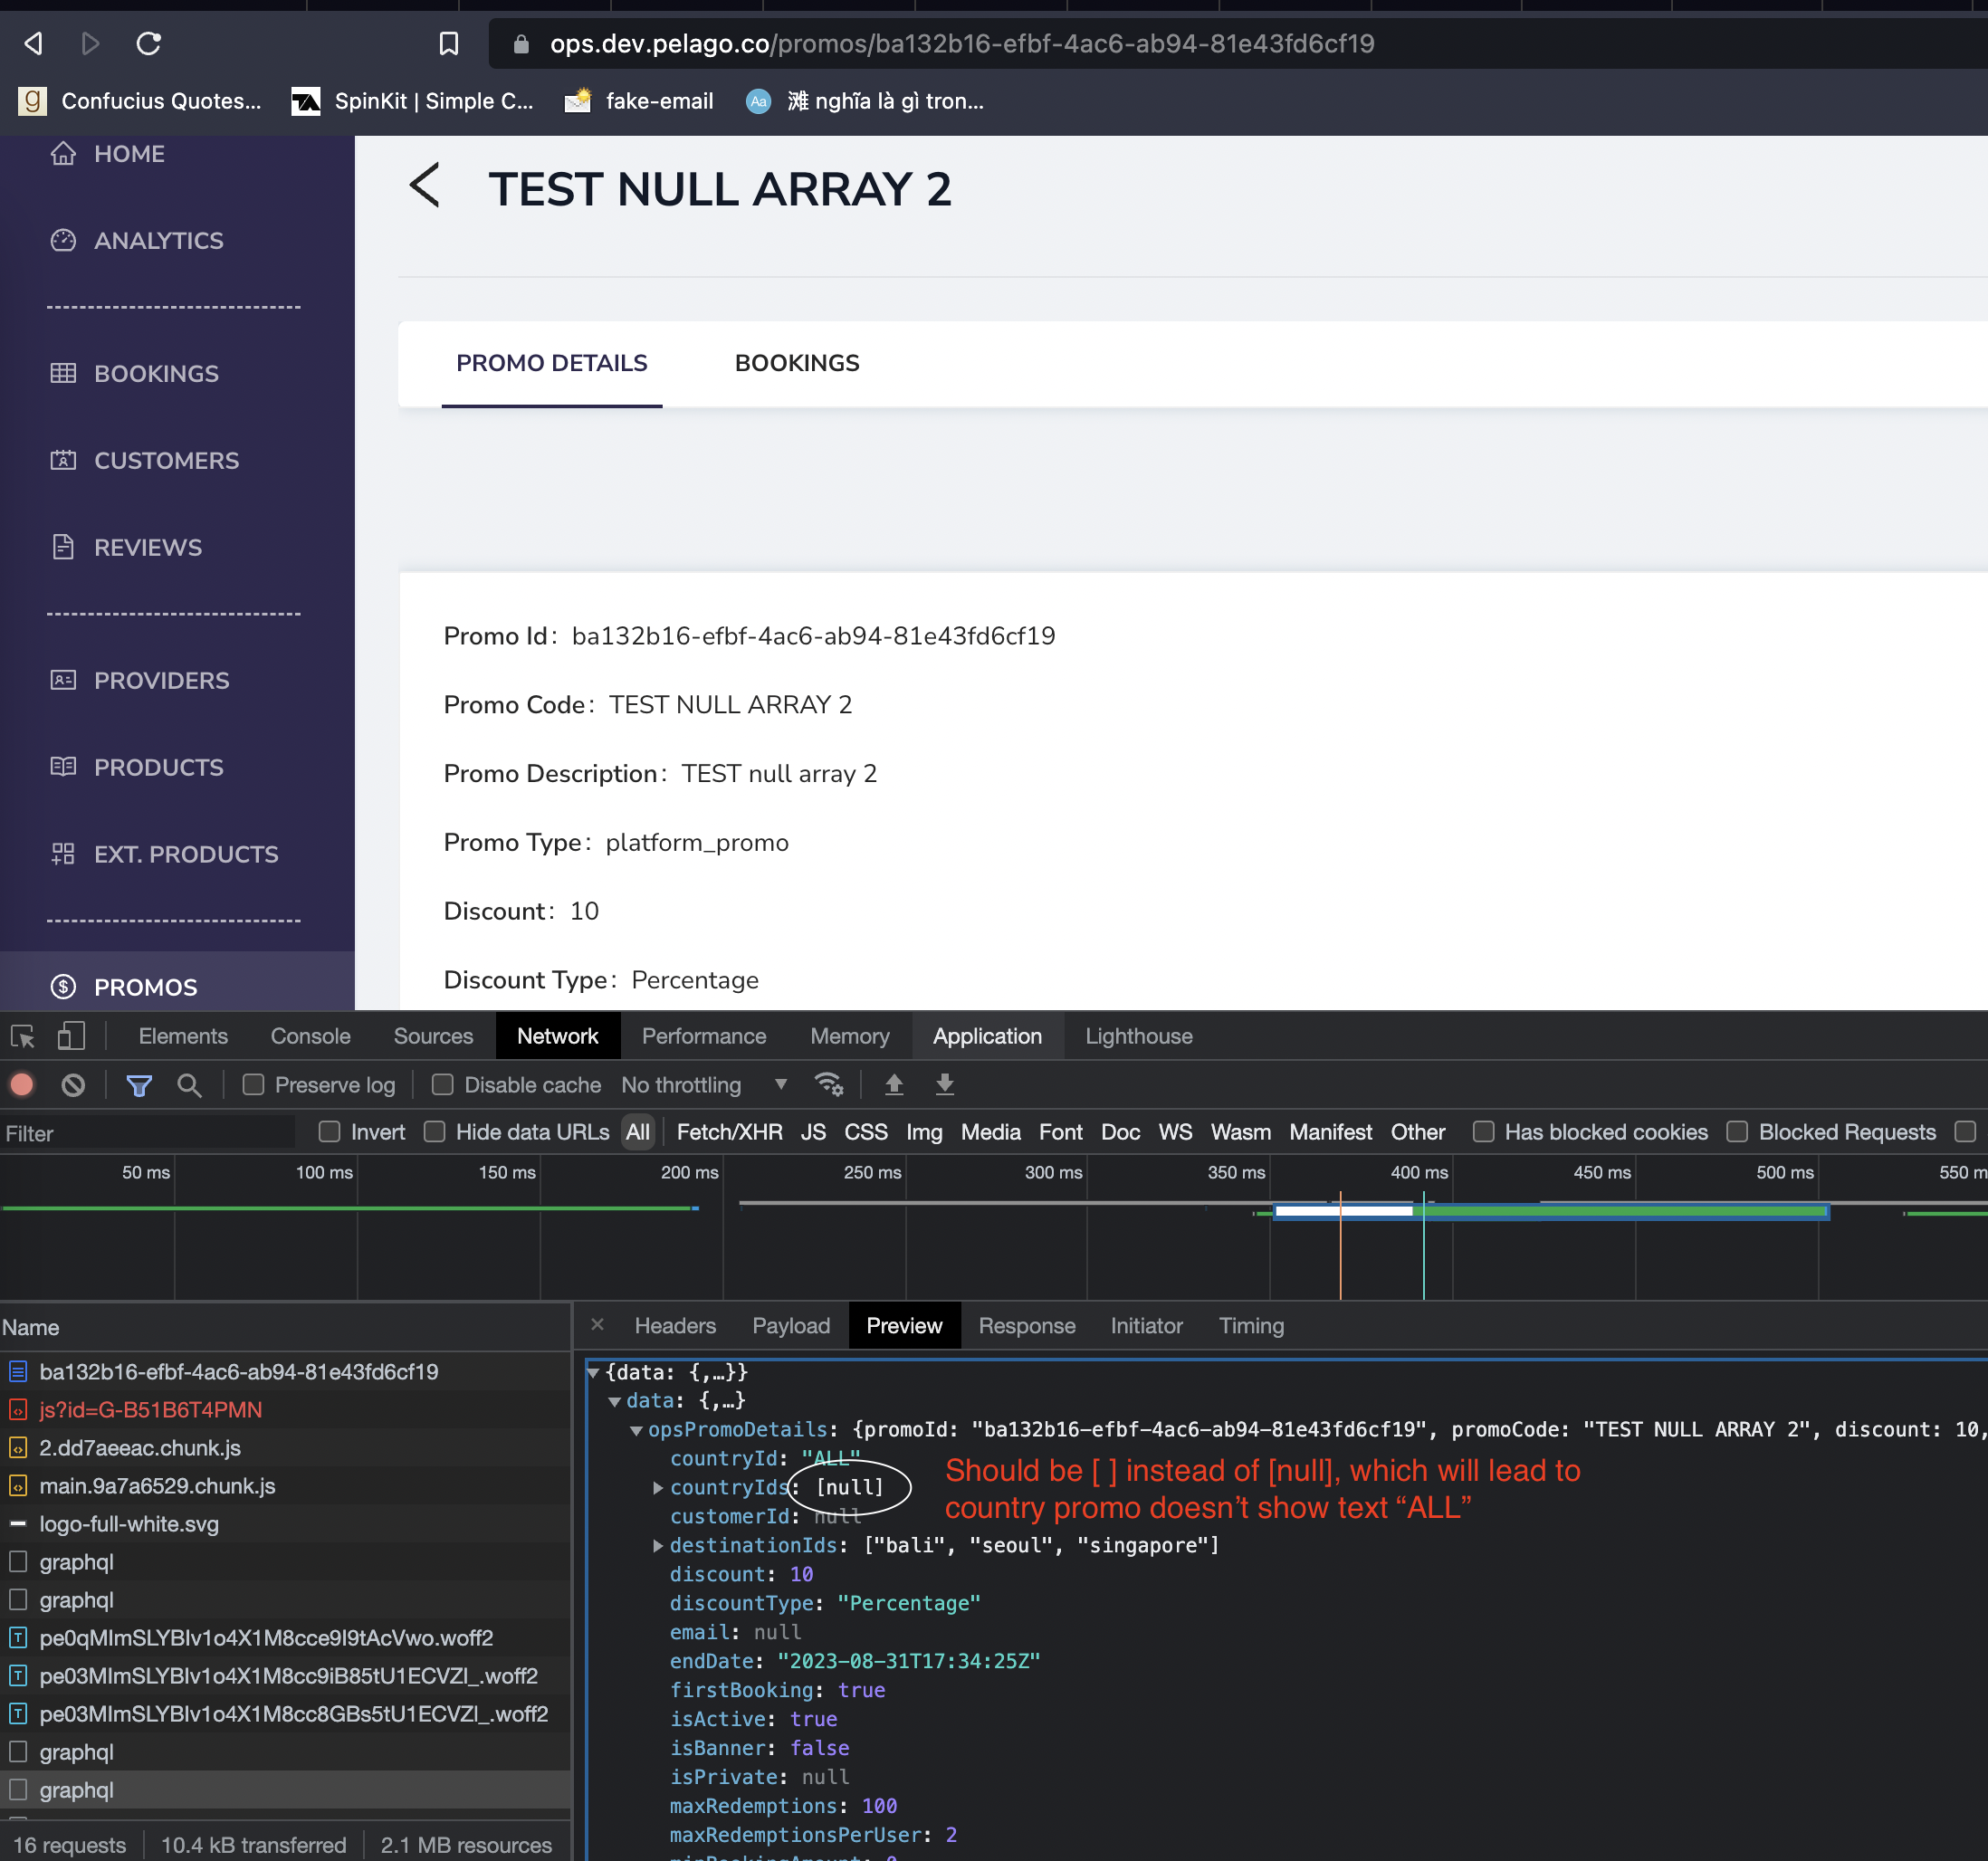 ops.dev.pelago.co/promos/ba132b16-efbf-4ac6-ab94-81e43fd6cf19
g Confucius Quotes... SpinKit | Simple C... fake-email Aa 滩 nghĩa là gì tron...
HOME
ANALYTICS
BOOKINGS
CUSTOMERS
REVIEWS
PROVIDERS
PRODUCTS
EXT. PRODUCTS
PROMOS
TEST NULL ARRAY 2
PROMO DETAILS BOOKINGS
Promo Id: ba132b16-efbf-4ac6-ab94-81e43fd6cf19
Promo Code: TEST NULL ARRAY 2
Promo Description: TEST null array 2
Promo Type: platform_promo
Discount: 10
Discount Type: Percentage
Elements Console Sources Network Performance Memory Application Lighthouse
Preserve log Disable cache No throttling
Filter Invert Hide data URLs All Fetch/XHR JS CSS Img Media Font Doc WS Wasm Manifest Other Has blocked cookies Blocked Requests
50 ms 100 ms 150 ms 200 ms 250 ms 300 ms 350 ms 400 ms 450 ms 500 ms 550 m
Name
ba132b16-efbf-4ac6-ab94-81e43fd6cf19
js?id=G-B51B6T4PMN
2.dd7aeeac.chunk.js
main.9a7a6529.chunk.js
logo-full-white.svg
graphql
graphql
pe0qMImSLYBIv1o4X1M8cce9I9tAcVwo.woff2
pe03MImSLYBIv1o4X1M8cc9iB85tU1ECVZl_.woff2
pe03MImSLYBIv1o4X1M8cc8GBs5tU1ECVZl_.woff2
graphql
graphql
16 requests 10.4 kB transferred 2.1 MB resources
× Headers Payload Preview Response Initiator Timing
{data: {,…}}
data: {,…}
opsPromoDetails: {promoId: "ba132b16-efbf-4ac6-ab94-81e43fd6cf19", promoCode: "TEST NULL ARRAY 2", discount: 10,
countryId: "ALL"
countryIds: [null]
customerId: null
Should be [ ] instead of [null], which will lead to
country promo doesn't show text “ALL”
destinationIds: ["bali", "seoul", "singapore"]
discount: 10
discountType: "Percentage"
email: null
endDate: "2023-08-31T17:34:25Z"
firstBooking: true
isActive: true
isBanner: false
isPrivate: null
maxRedemptions: 100
maxRedemptionsPerUser: 2